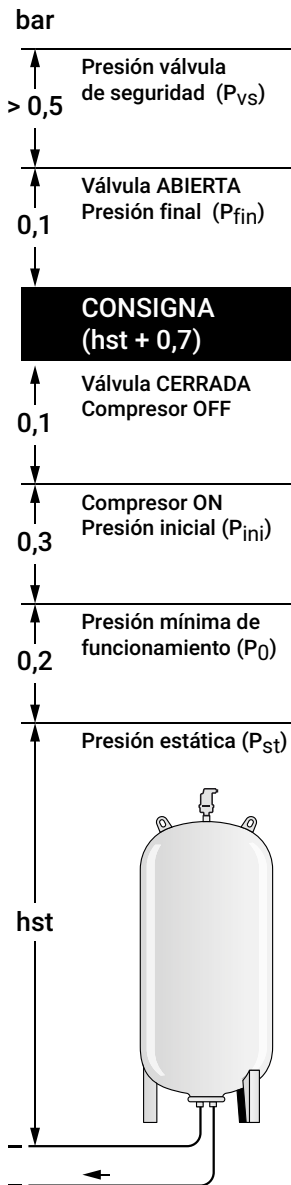 bar
Presión válvula
de seguridad (Pvs)
> 0,5
Válvula ABIERTA
Presión final (Pfin)
0,1
CONSIGNA
(hst + 0,7)
Válvula CERRADA
Compresor OFF
0,1
Compresor ON
Presión inicial (Pini)
0,3
Presión mínima de
funcionamiento (P0)
0,2
Presión estática (Pst)
hst